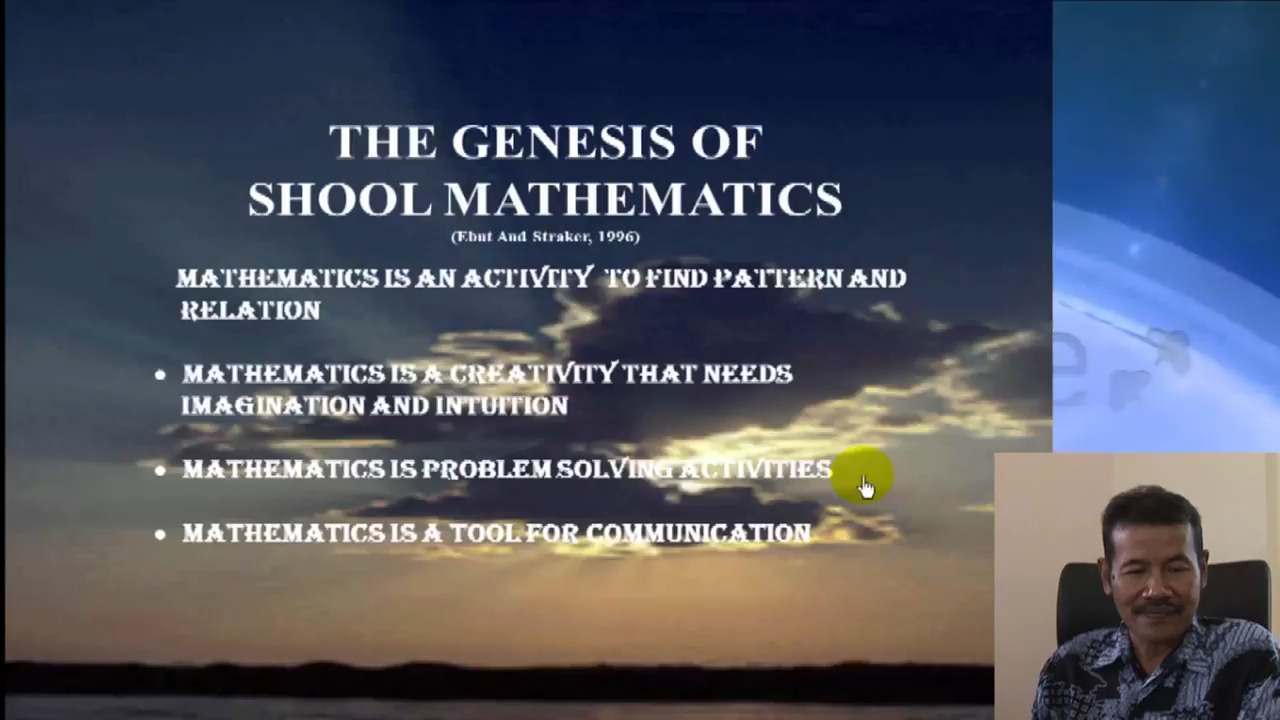 THE GENESIS OF
SHOOL MATHEMATICS
(Ebut And Straker, 1996)
MATHEMATICS IS AN ACTIVITY TO FIND PATTERN AND
RELATION
• MATHEMATICS IS A CREATIVITY THAT NEEDS
IMAGINATION AND INTUITION
• MATHEMATICS IS PROBLEM SOLVING ACTIVITIES
• MATHEMATICS IS A TOOL FOR COMMUNICATION
e